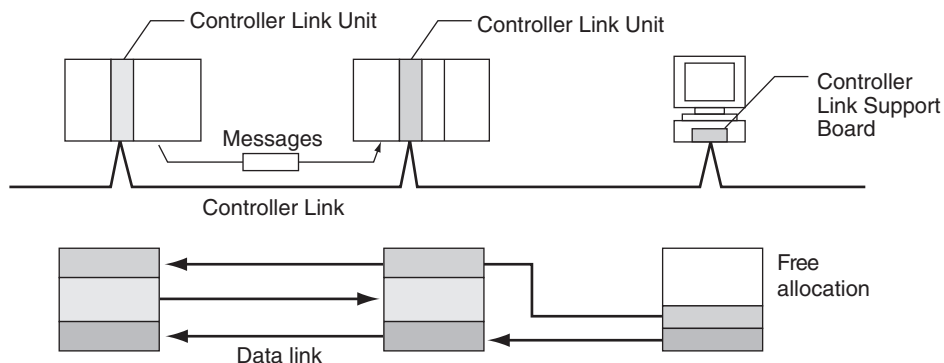 Controller Link Unit
Controller Link Unit
Controller
Link Support
Board
Messages
Controller Link
Free
allocation
Data link